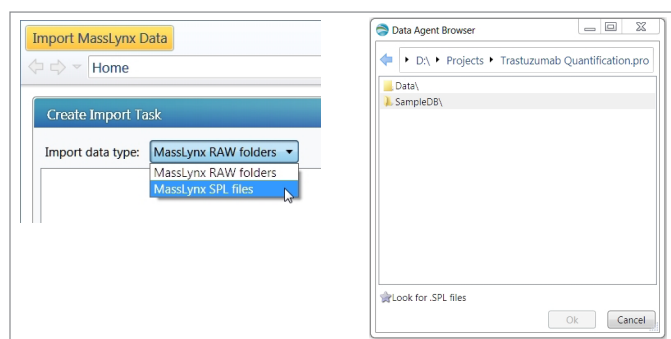 Import MassLynx Data
Home
Create Import Task
Import data type: MassLynx RAW folders
MassLynx RAW folders
MassLynx SPL files
Data Agent Browser
D:\ Projects Trastuzumab Quantification.pro
Data\
SampleDB\
Look for .SPL files
Ok Cancel